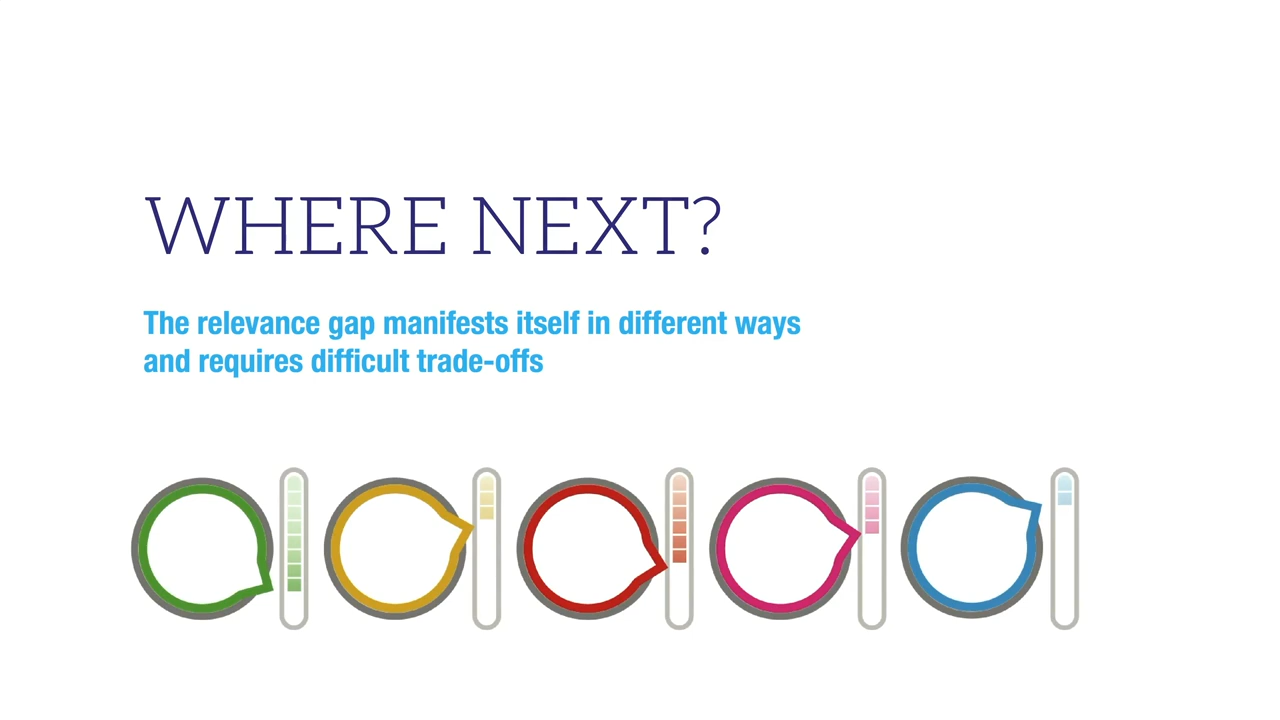 WHERE NEXT?
The relevance gap manifests itself in different ways
and requires difficult trade-offs